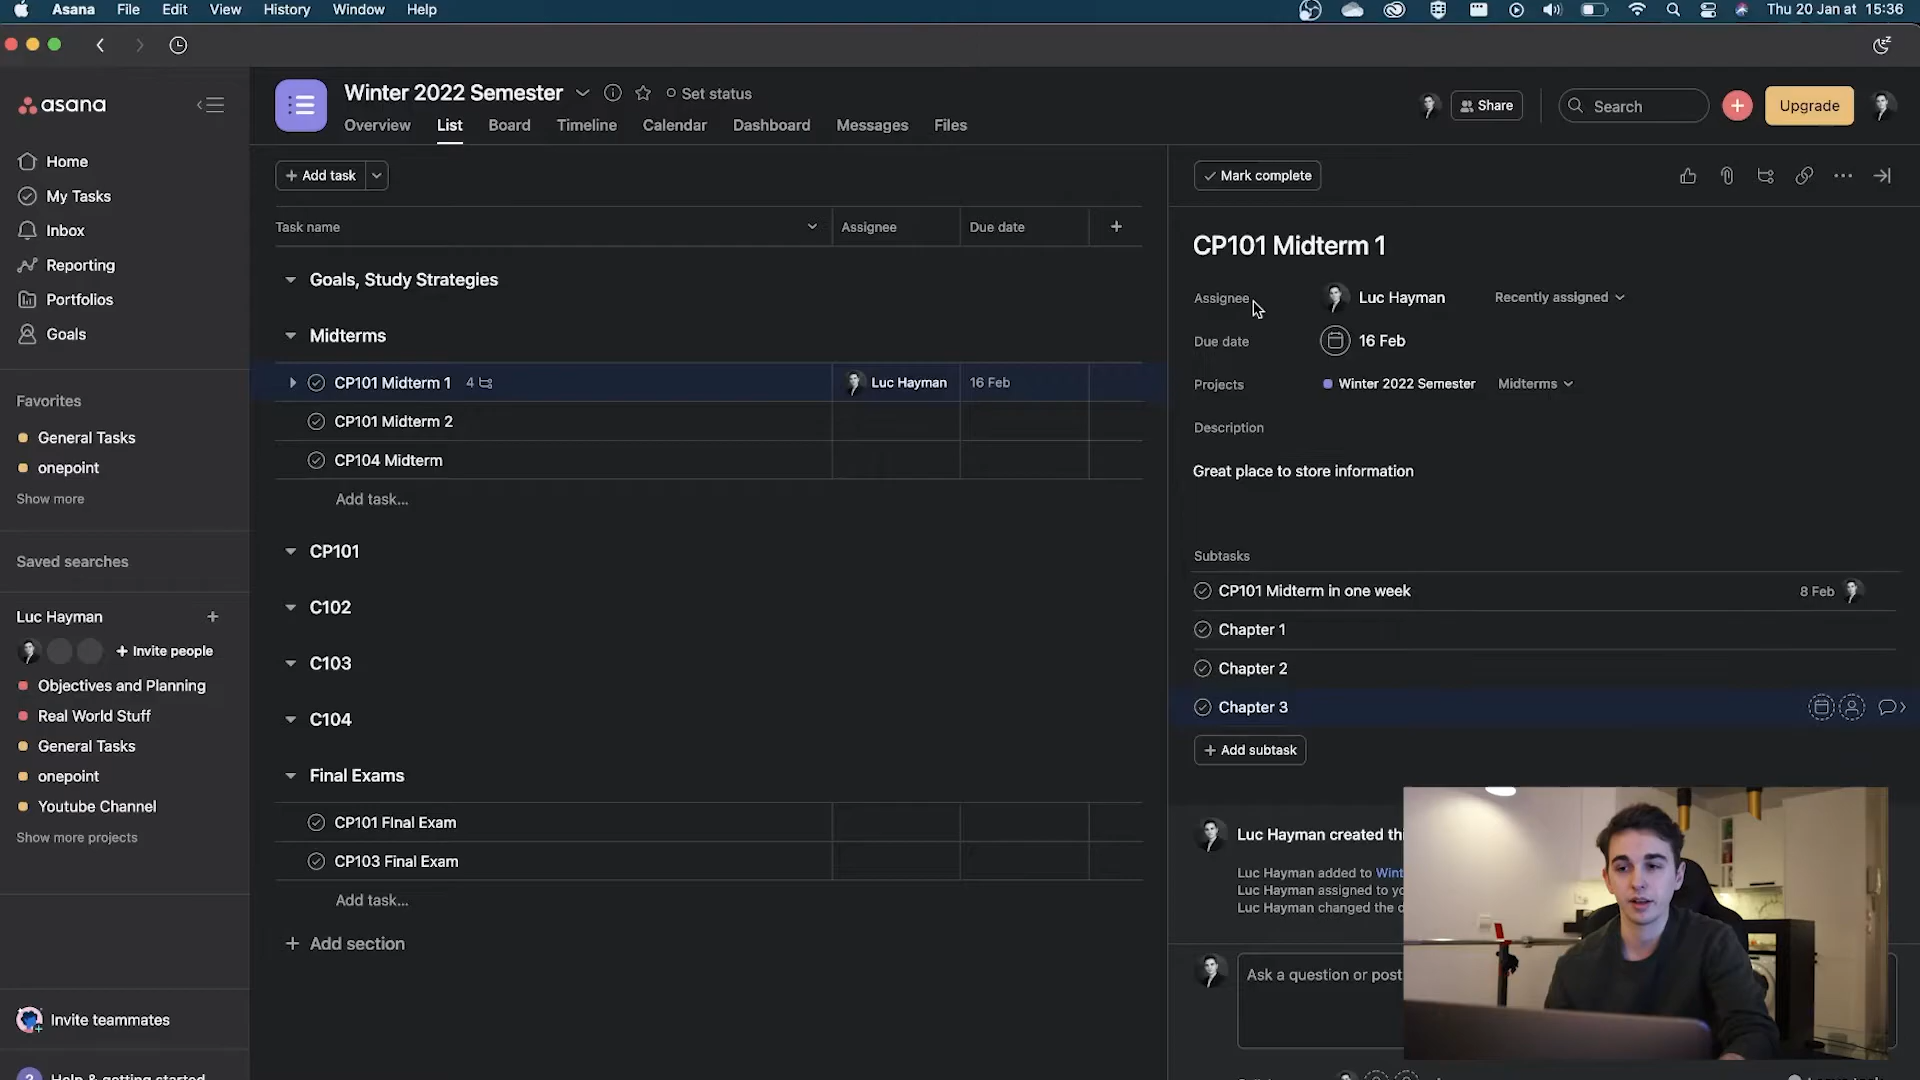 Asana File Edit View History Window Help Thu 20 Jan at 15:36
asana
Winter 2022 Semester Set status
Overview List Board Timeline Calendar Dashboard Messages Files
Share Search Upgrade
Home
My Tasks
Inbox
Reporting
Portfolios
Goals
Favorites
General Tasks
onepoint
Show more
Saved searches
Luc Hayman +
+ Invite people
Objectives and Planning
Real World Stuff
General Tasks
onepoint
Youtube Channel
Show more projects
Invite teammates
? Help & getting started
+ Add task
Task name Assignee Due date +
Goals, Study Strategies
Midterms
CP101 Midterm 1 4 Luc Hayman 16 Feb
CP101 Midterm 2
CP104 Midterm
Add task...
CP101
C102
C103
C104
Final Exams
CP101 FInal Exam
CP103 Final Exam
Add task...
+ Add section
Mark complete
CP101 Midterm 1
Assignee Luc Hayman Recently assigned
Due date 16 Feb
Projects Winter 2022 Semester Midterms
Description
Great place to store information
Subtasks
CP101 Midterm in one week 8 Feb
Chapter 1
Chapter 2
Chapter 3
+ Add subtask
Luc Hayman created
Luc Hayman added to
Luc Hayman assigned to
Luc Hayman changed the
Ask a question or post